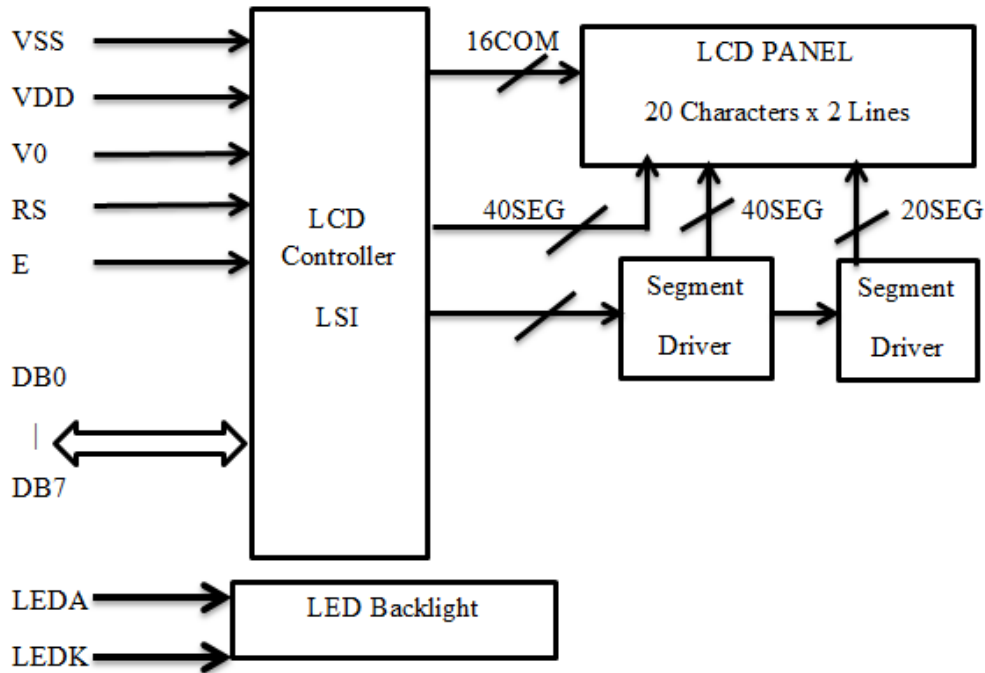 VSS
VDD
V0
RS
E
DB0
|
DB7
LEDA
LEDK
LCD
Controller
LSI
16COM
LCD PANEL
20 Characters x 2 Lines
40SEG
40SEG
20SEG
Segment
Driver
Segment
Driver
LED Backlight